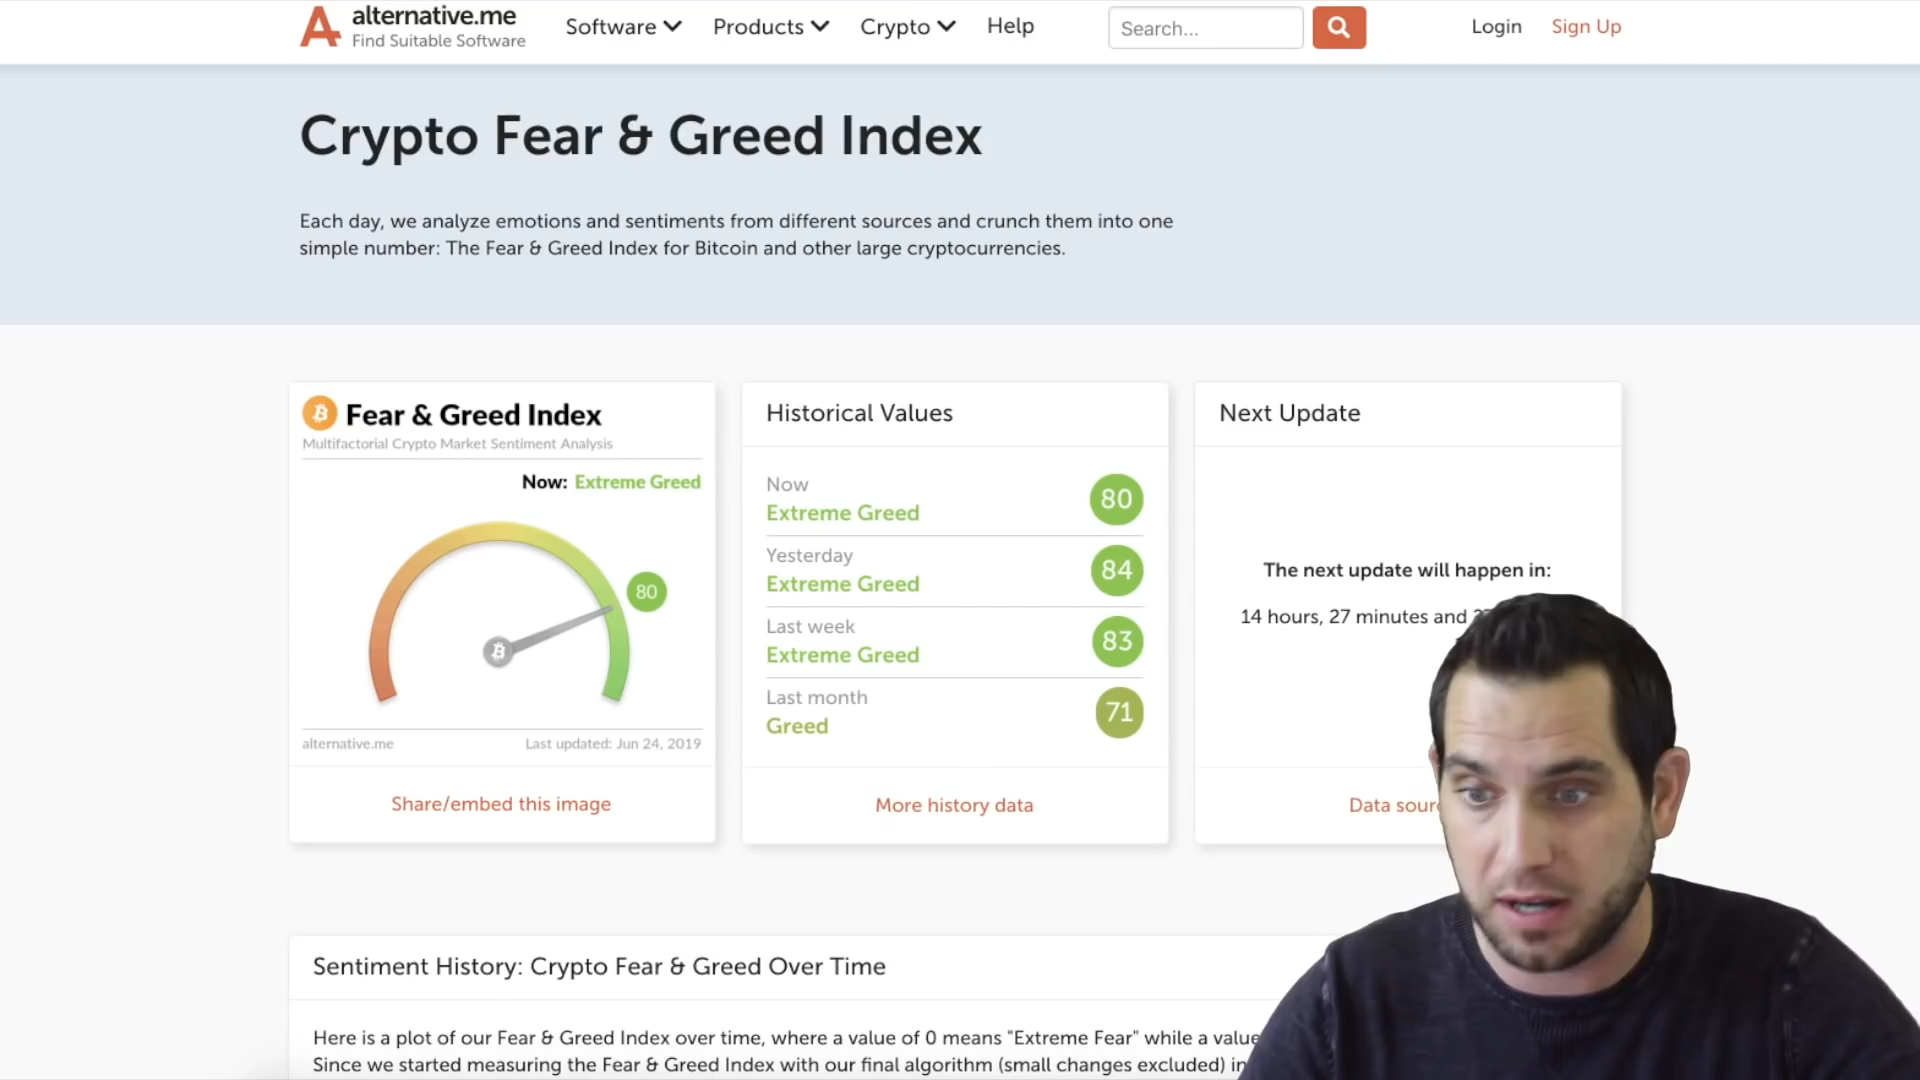 alternative.me
Find Suitable Software
Software
Products
Crypto
Help
Search...
Login
Sign Up
Crypto Fear & Greed Index
Each day, we analyze emotions and sentiments from different sources and crunch them into one
simple number: The Fear & Greed Index for Bitcoin and other large cryptocurrencies.
Fear & Greed Index
Multifactorial Crypto Market Sentiment Analysis
Now: Extreme Greed
80
alternative.me
Last updated: Jun 24, 2019
Share/embed this image
Historical Values
Now
Extreme Greed
80
Yesterday
Extreme Greed
84
Last week
Extreme Greed
83
Last month
Greed
71
More history data
Next Update
The next update will happen in:
14 hours, 27 minutes and
Data
Sentiment History: Crypto Fear & Greed Over Time
Here is a plot of our Fear & Greed Index over time, where a value of 0 means "Extreme Fear" while a value
Since we started measuring the Fear & Greed Index with our final algorithm (small changes excluded) in